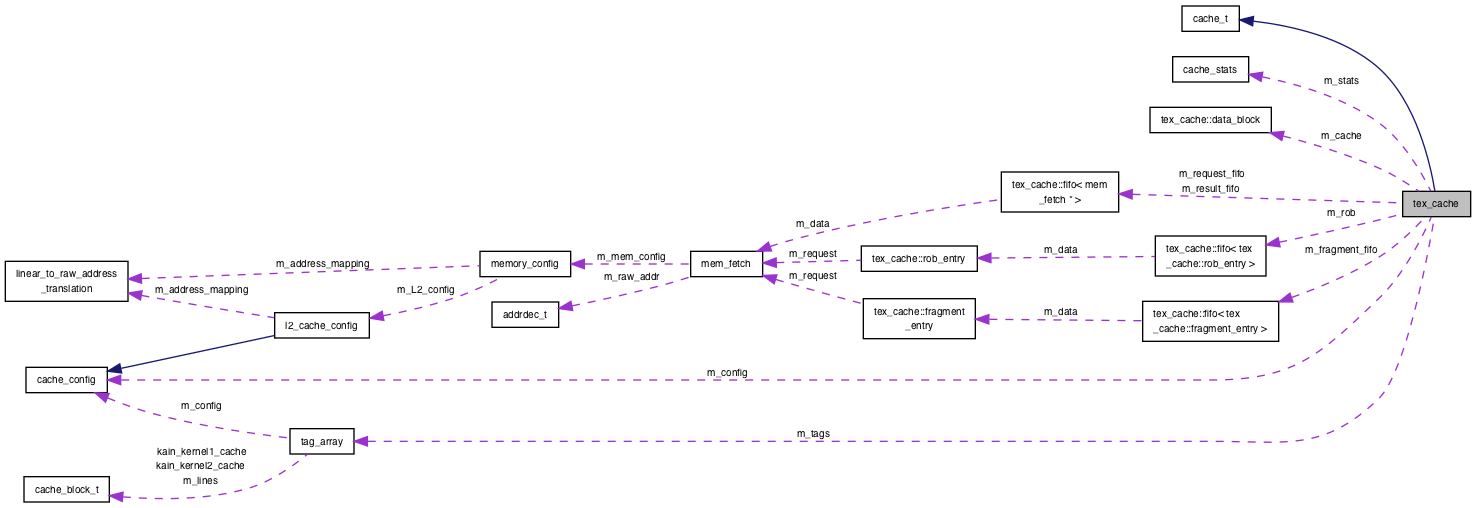 cache_t
cache_stats
m_stats
tex_cache::data_block
m_cache
tex_cache::fifo< mem
_fetch * >
m_request_fifo
m_result_fifo
tex_cache
m_rob
m_data
tex_cache::fifo< tex
_cache::rob_entry >
m_fragment_fifo
linear_to_raw_address
_translation
m_address_mapping
memory_config
m_mem_config
mem_fetch
m_request
tex_cache::rob_entry
m_data
m_address_mapping
m_L2_config
m_raw_addr
m_request
addrdec_t
tex_cache::fragment
_entry
m_data
tex_cache::fifo< tex
_cache::fragment_entry >
l2_cache_config
cache_config
m_config
m_config
tag_array
m_tags
kain_kernel1_cache
kain_kernel2_cache
m_lines
cache_block_t